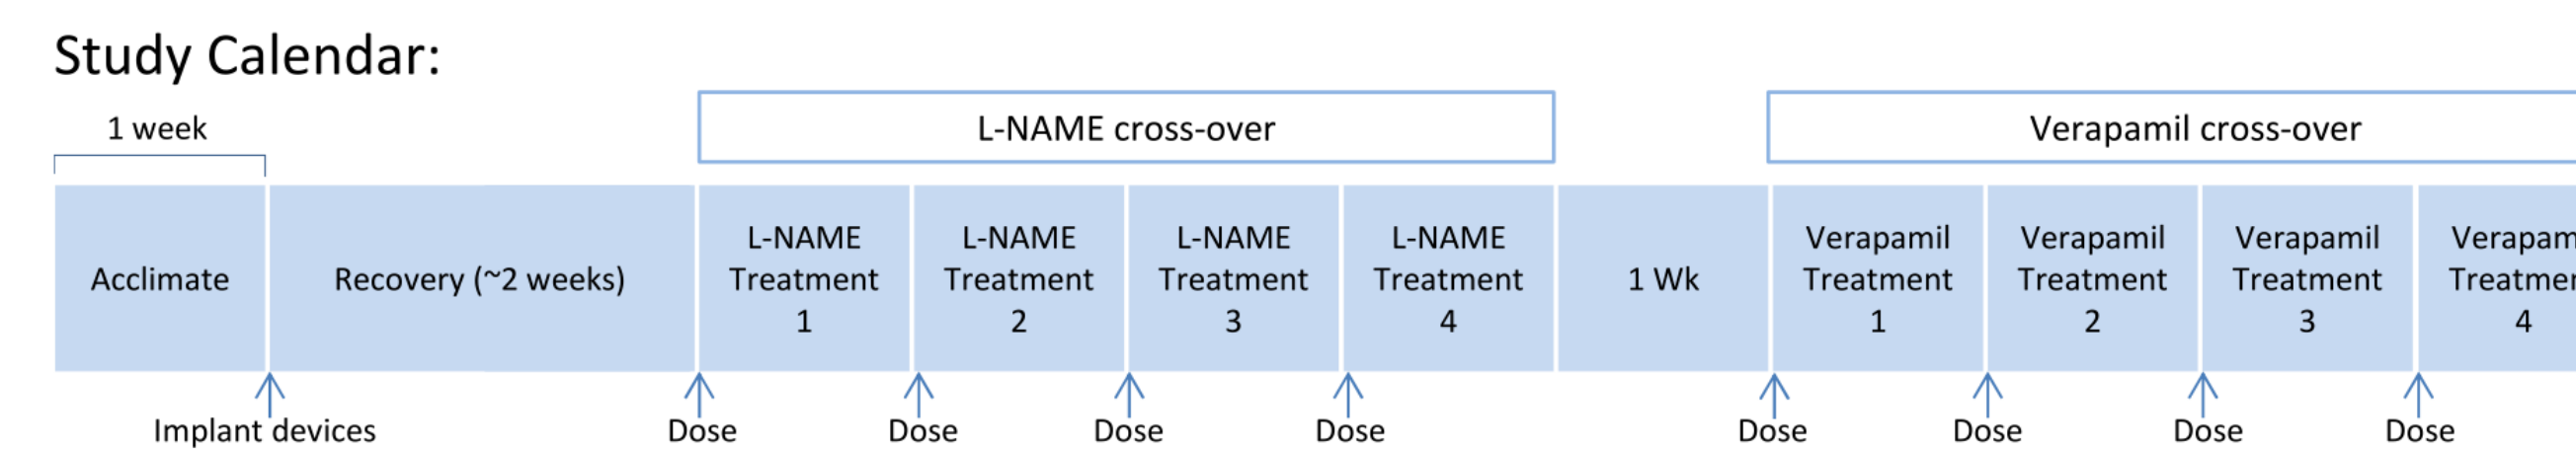 Study Calendar:
1 week
L-NAME cross-over
Verapamil cross-over
Acclimate
Recovery (~2 weeks)
L-NAME
Treatment
1
L-NAME
Treatment
2
L-NAME
Treatment
3
L-NAME
Treatment
4
1 Wk
Verapamil
Treatment
1
Verapamil
Treatment
2
Verapamil
Treatment
3
4
Implant devices
Dose
Dose
Dose
Dose
Dose
Dose
Dose
Dose